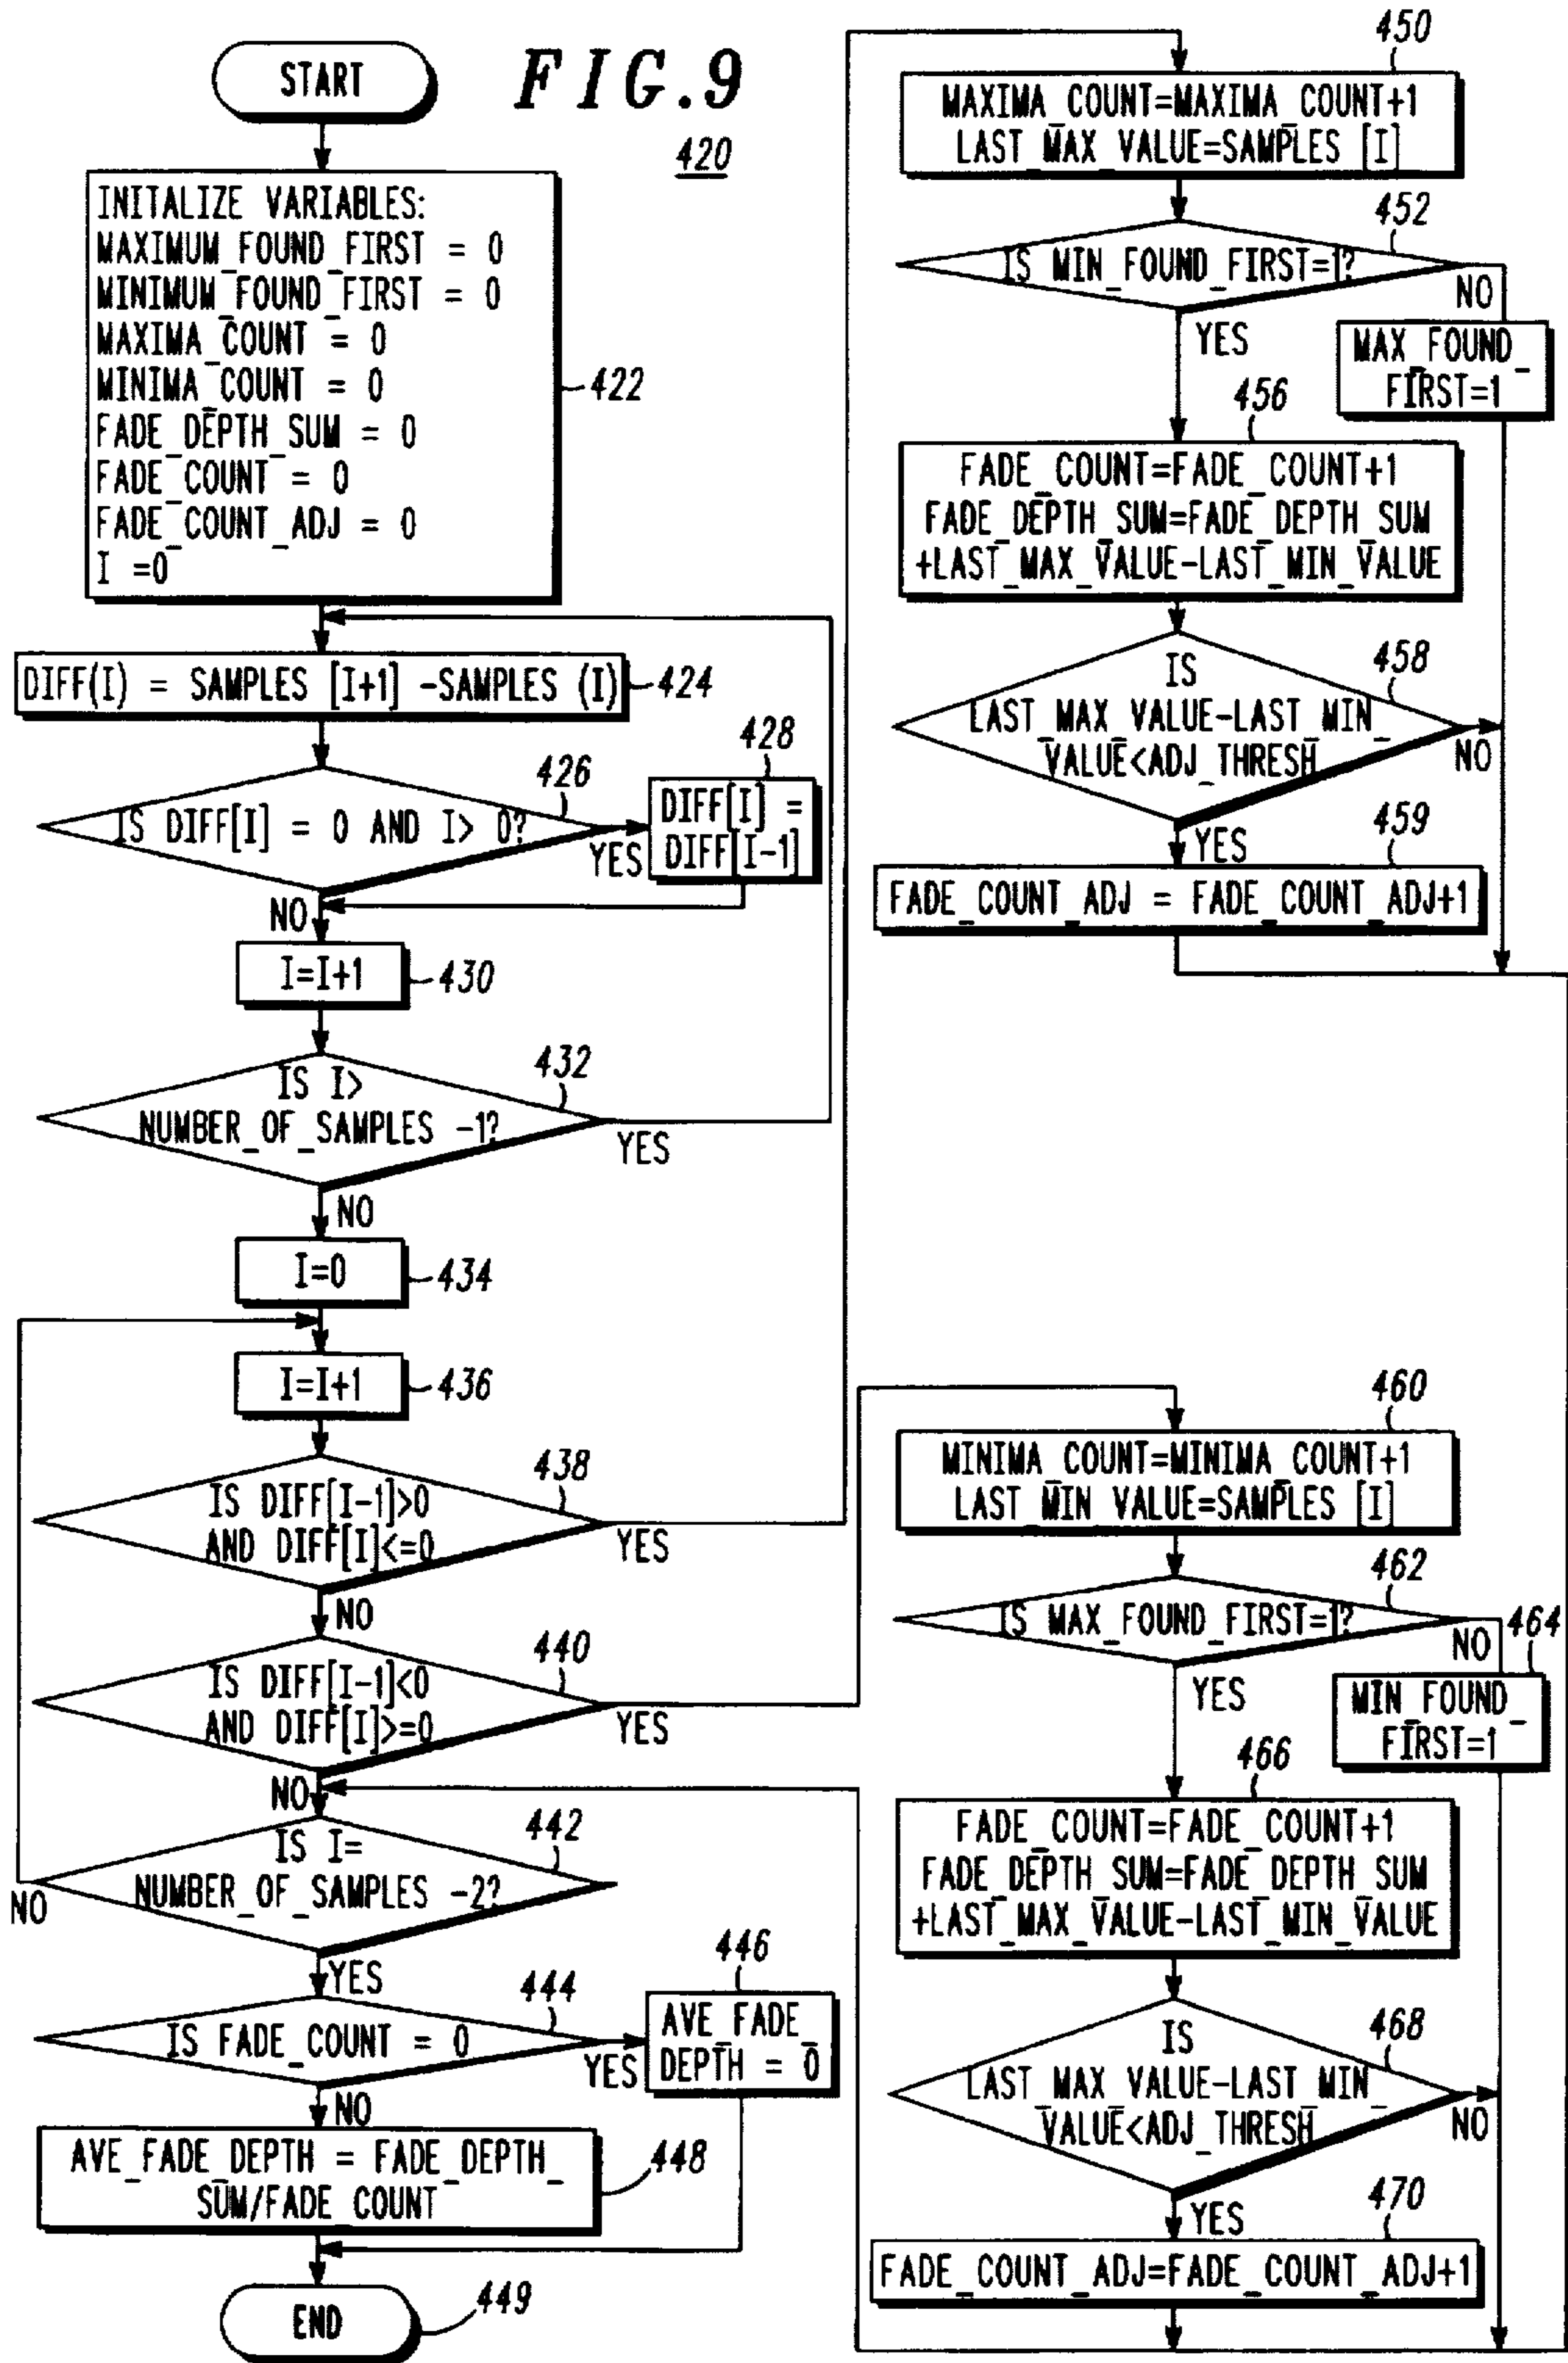 FIG.9
420
START
INITALIZE VARIABLES:
MAXIMUM_FOUND_FIRST = 0
MINIMUM_FOUND_FIRST = 0
MAXIMA_COUNT = 0
MINIMA_COUNT = 0
FADE_DEPTH_SUM = 0
FADE_COUNT = 0
FADE_COUNT_ADJ = 0
I =0
422
DIFF(I) = SAMPLES [I+1] -SAMPLES (I)
424
IS DIFF[I] = 0 AND I> 0?
426
YES
428
DIFF[I] =
DIFF[I-1]
NO
I=I+1
430
IS I>
NUMBER_OF_SAMPLES -1?
432
YES
NO
I=0
434
I=I+1
436
IS DIFF[I-1]>0
AND DIFF[I]<=0
438
YES
NO
IS DIFF[I-1]<0
AND DIFF[I]>=0
440
YES
NO
IS I=
NUMBER_OF_SAMPLES -2?
442
NO
YES
IS FADE_COUNT = 0
444
YES
446
AVE_FADE_
DEPTH = 0
NO
AVE_FADE_DEPTH = FADE_DEPTH_
SUM/FADE_COUNT
448
END
449
450
MAXIMA_COUNT=MAXIMA_COUNT+1
LAST_MAX_VALUE=SAMPLES [I]
452
IS MIN_FOUND_FIRST=1?
NO
MAX_FOUND_
FIRST=1
YES
456
FADE_COUNT=FADE_COUNT+1
FADE_DEPTH_SUM=FADE_DEPTH_SUM
+LAST_MAX_VALUE-LAST_MIN_VALUE
458
IS
LAST_MAX_VALUE-LAST_MIN_
VALUE<ADJ_THRESH
NO
YES
459
FADE_COUNT_ADJ = FADE_COUNT_ADJ+1
460
MINIMA_COUNT=MINIMA_COUNT+1
LAST_MIN_VALUE=SAMPLES [I]
462
IS MAX_FOUND_FIRST=1?
NO
464
MIN_FOUND_
FIRST=1
YES
466
FADE_COUNT=FADE_COUNT+1
FADE_DEPTH_SUM=FADE_DEPTH_SUM
+LAST_MAX_VALUE-LAST_MIN_VALUE
468
IS
LAST_MAX_VALUE-LAST_MIN_
VALUE<ADJ_THRESH
NO
YES
470
FADE_COUNT_ADJ=FADE_COUNT_ADJ+1